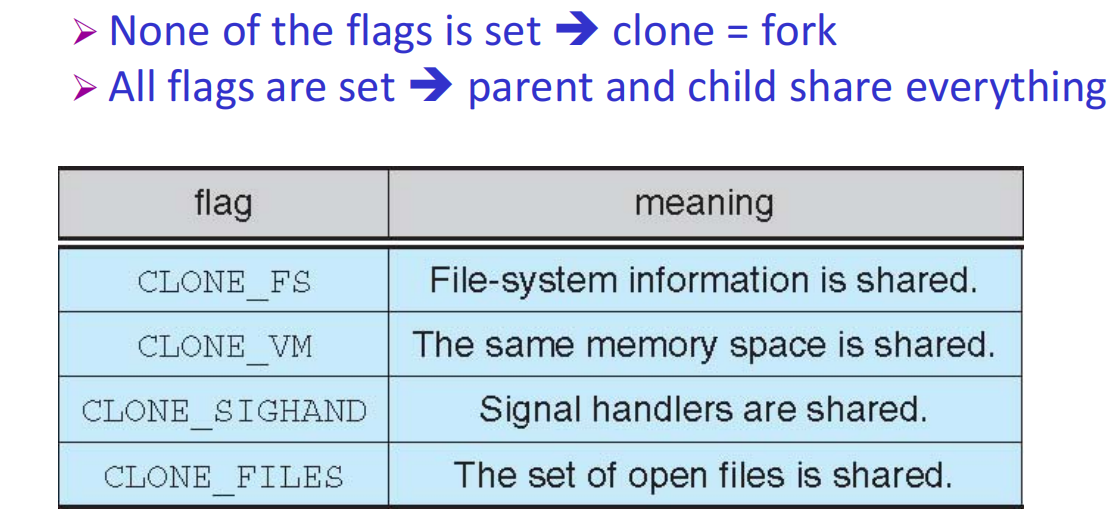 ➢ None of the flags is set ➔ clone = fork
➢ All flags are set ➔ parent and child share everything
flag meaning
CLONE_FS File-system information is shared.
CLONE_VM The same memory space is shared.
CLONE_SIGHAND Signal handlers are shared.
CLONE_FILES The set of open files is shared.